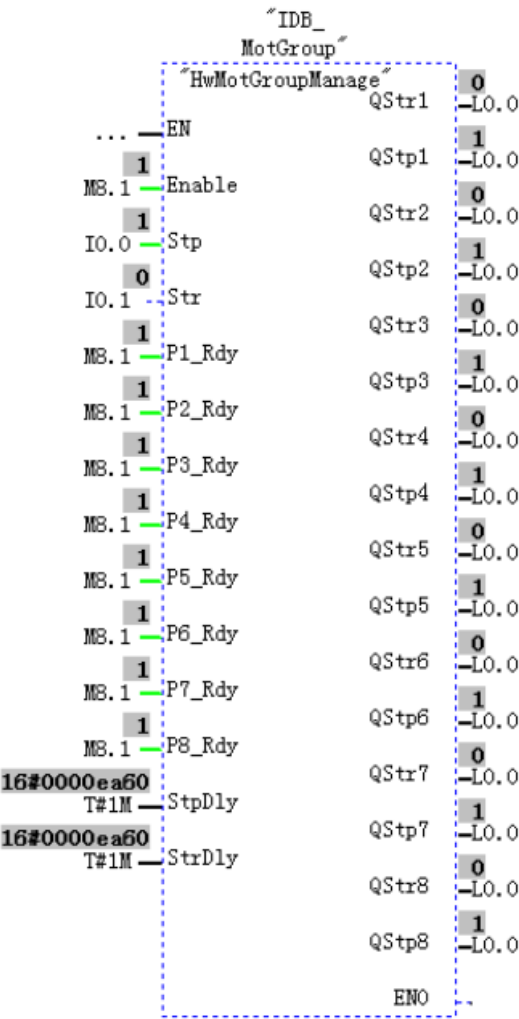 "IDB_
MotGroup"
"HwMotGroupManage"
0
QStr1 L0.0
... EN
1
QStp1 L0.0
1
M8.1 Enable
0
QStr2 L0.0
1
I0.0 Stp
1
QStp2 L0.0
0
I0.1 Str
0
QStr3 L0.0
1
M8.1 P1_Rdy
1
QStp3 L0.0
1
M8.1 P2_Rdy
0
QStr4 L0.0
1
M8.1 P3_Rdy
1
QStp4 L0.0
1
M8.1 P4_Rdy
0
QStr5 L0.0
1
M8.1 P5_Rdy
1
QStp5 L0.0
1
M8.1 P6_Rdy
0
QStr6 L0.0
1
M8.1 P7_Rdy
1
QStp6 L0.0
1
M8.1 P8_Rdy
0
QStr7 L0.0
16#0000ea60
T#1M StpDly
1
QStp7 L0.0
16#0000ea60
T#1M StrDly
0
QStr8 L0.0
1
QStp8 L0.0
ENO